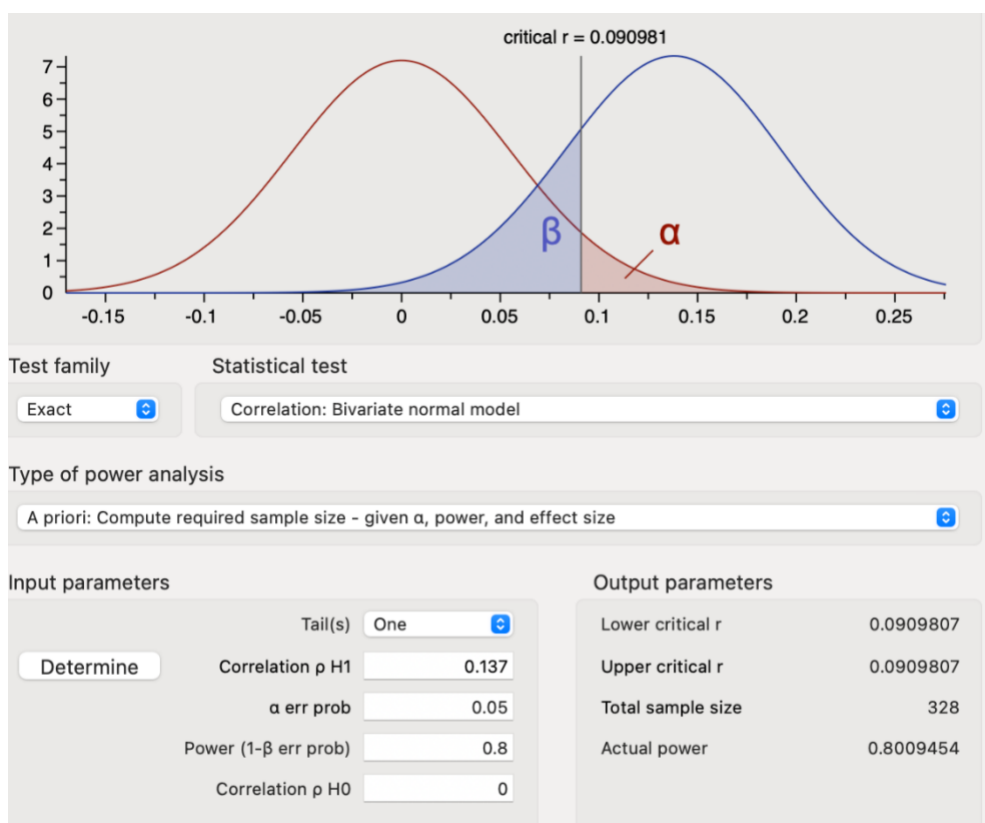 critical r = 0.090981
7
6
5
4
3
2
1
0
β
α
-0.15 -0.1 -0.05 0 0.05 0.1 0.15 0.2 0.25
Test family Statistical test
Exact Correlation: Bivariate normal model
Type of power analysis
A priori: Compute required sample size - given α, power, and effect size
Input parameters
Tail(s) One
Determine Correlation ρ H1 0.137
α err prob 0.05
Power (1-β err prob) 0.8
Correlation ρ H0 0
Output parameters
Lower critical r 0.0909807
Upper critical r 0.0909807
Total sample size 328
Actual power 0.8009454